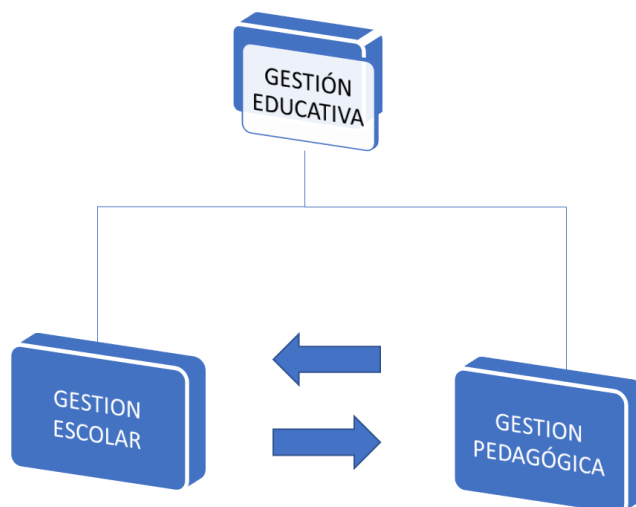 GESTIÓN
EDUCATIVA
GESTION
ESCOLAR
GESTION
PEDAGÓGICA